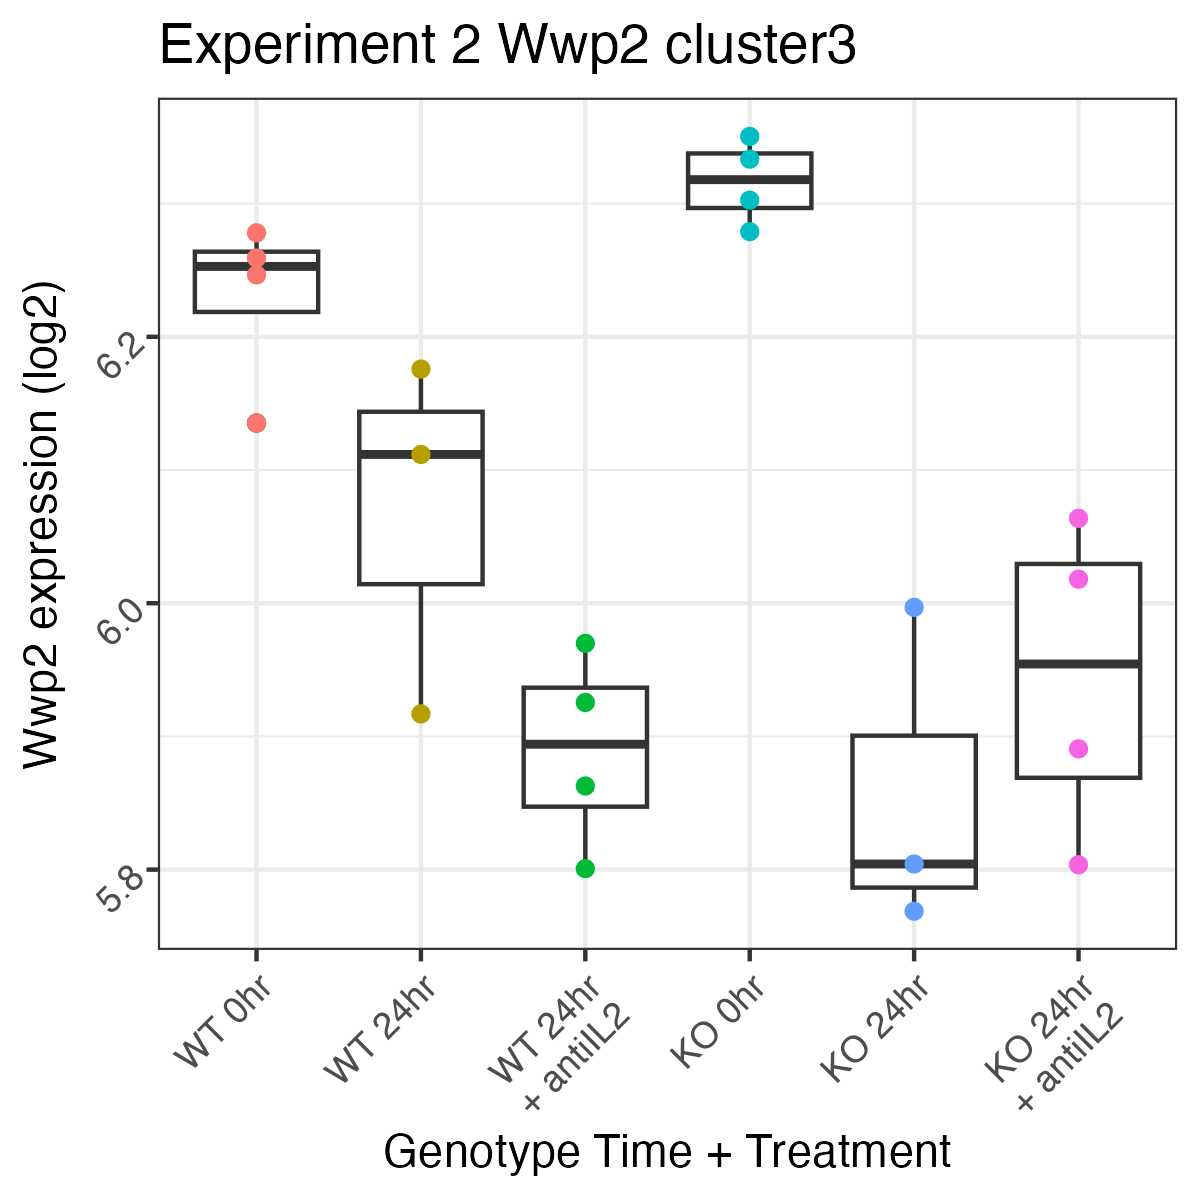 Experiment 2 Wwp2 cluster3
Wwp2 expression (log2)
6.2
6.0
5.8
WT 0hr
WT 24hr
WT 24hr
+ antiIL2
KO 0hr
KO 24hr
KO 24hr
+ antiIL2
Genotype Time + Treatment